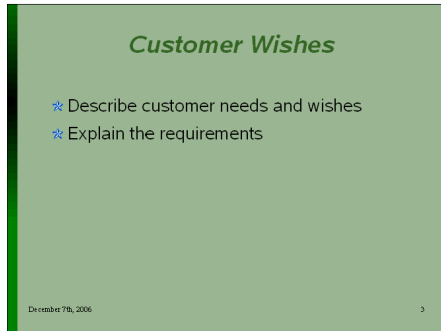 Customer Wishes
Describe customer needs and wishes
Explain the requirements
December 7th, 2006
3